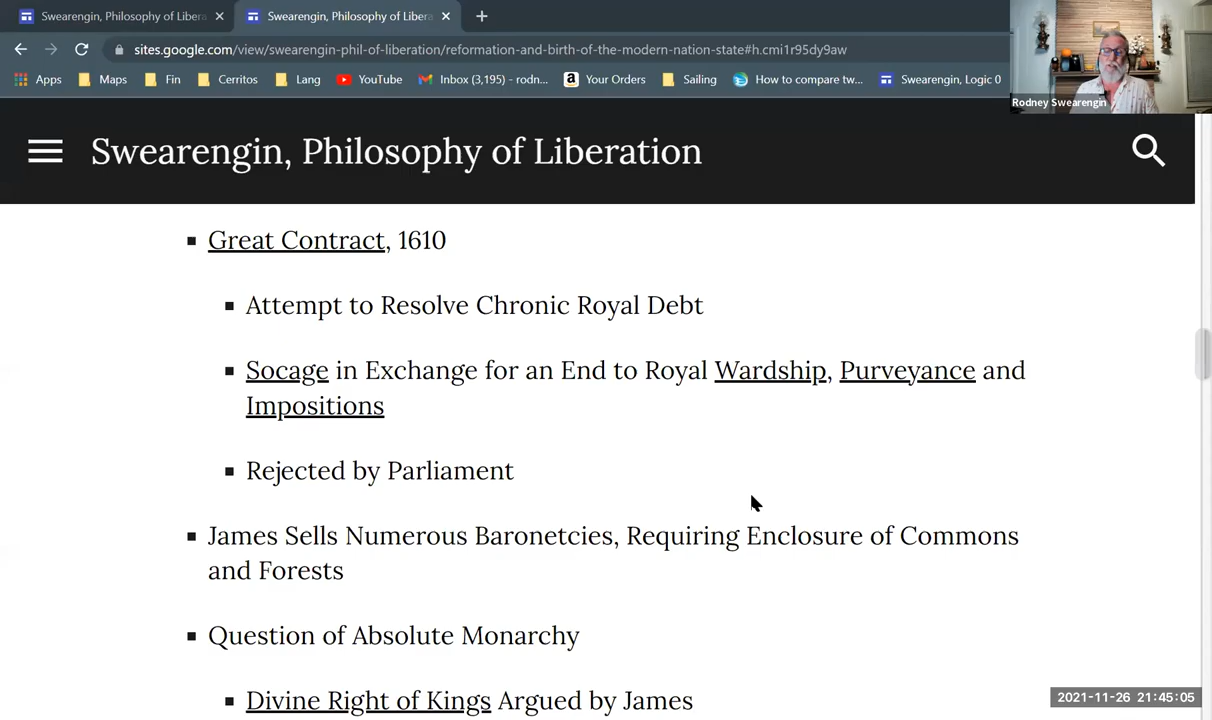 Swearengin, Philosophy of Libera
Swearengin, Philosophy of Libera
sites.google.com/view/swearengin-phil-of-liberation/reformation-and-birth-of-the-modern-nation-state#h.cmi1r95dy9aw
Apps Maps Fin Cerritos Lang YouTube Inbox (3,195) - rodn... Your Orders Sailing How to compare tw... Swearengin, Logic 0
Rodney Swearengin
Swearengin, Philosophy of Liberation
Great Contract, 1610
Attempt to Resolve Chronic Royal Debt
Socage in Exchange for an End to Royal Wardship, Purveyance and
Impositions
Rejected by Parliament
James Sells Numerous Baronetcies, Requiring Enclosure of Commons
and Forests
Question of Absolute Monarchy
Divine Right of Kings Argued by James
2021-11-26 21:45:05